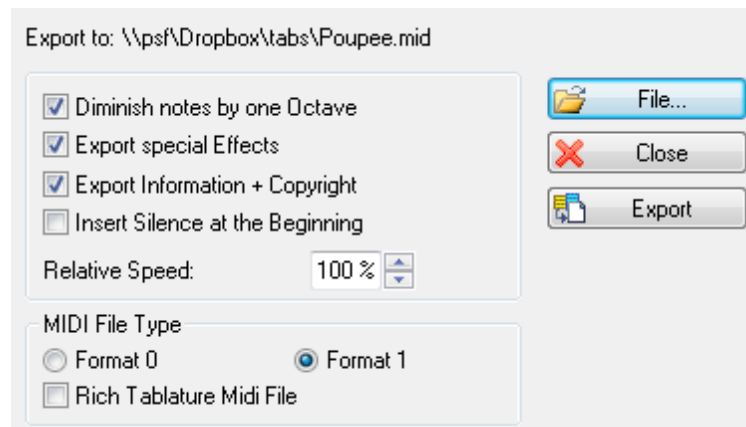 Export to: \\psf\Dropbox\tabs\Poupee.mid
Diminish notes by one Octave
Export special Effects
Export Information + Copyright
Insert Silence at the Beginning
Relative Speed: 100 %
File...
Close
Export
MIDI File Type
Format 0 Format 1
Rich Tablature Midi File